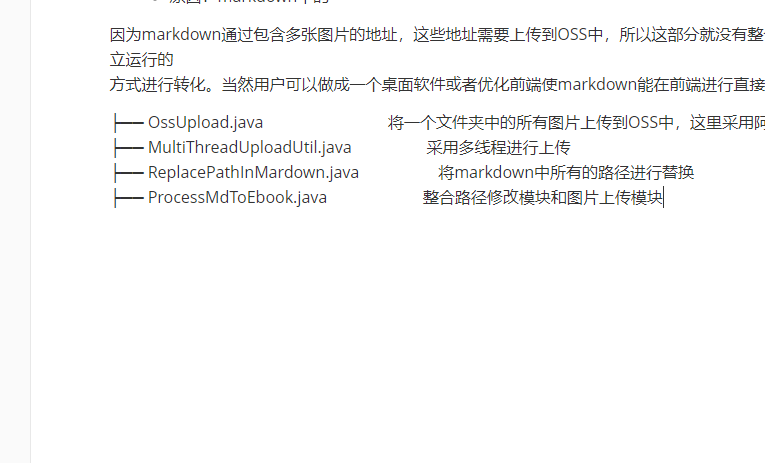 因为markdown通过包含多张图片的地址，这些地址需要上传到OSS中，所以这部分就没有整
立运行的
方式进行转化。当然用户可以做成一个桌面软件或者优化前端使markdown能在前端进行直接
├── OssUpload.java 将一个文件夹中的所有图片上传到OSS中，这里采用阿
├── MultiThreadUploadUtil.java 采用多线程进行上传
├── ReplacePathInMardown.java 将markdown中所有的路径进行替换
├── ProcessMdToEbook.java 整合路径修改模块和图片上传模块